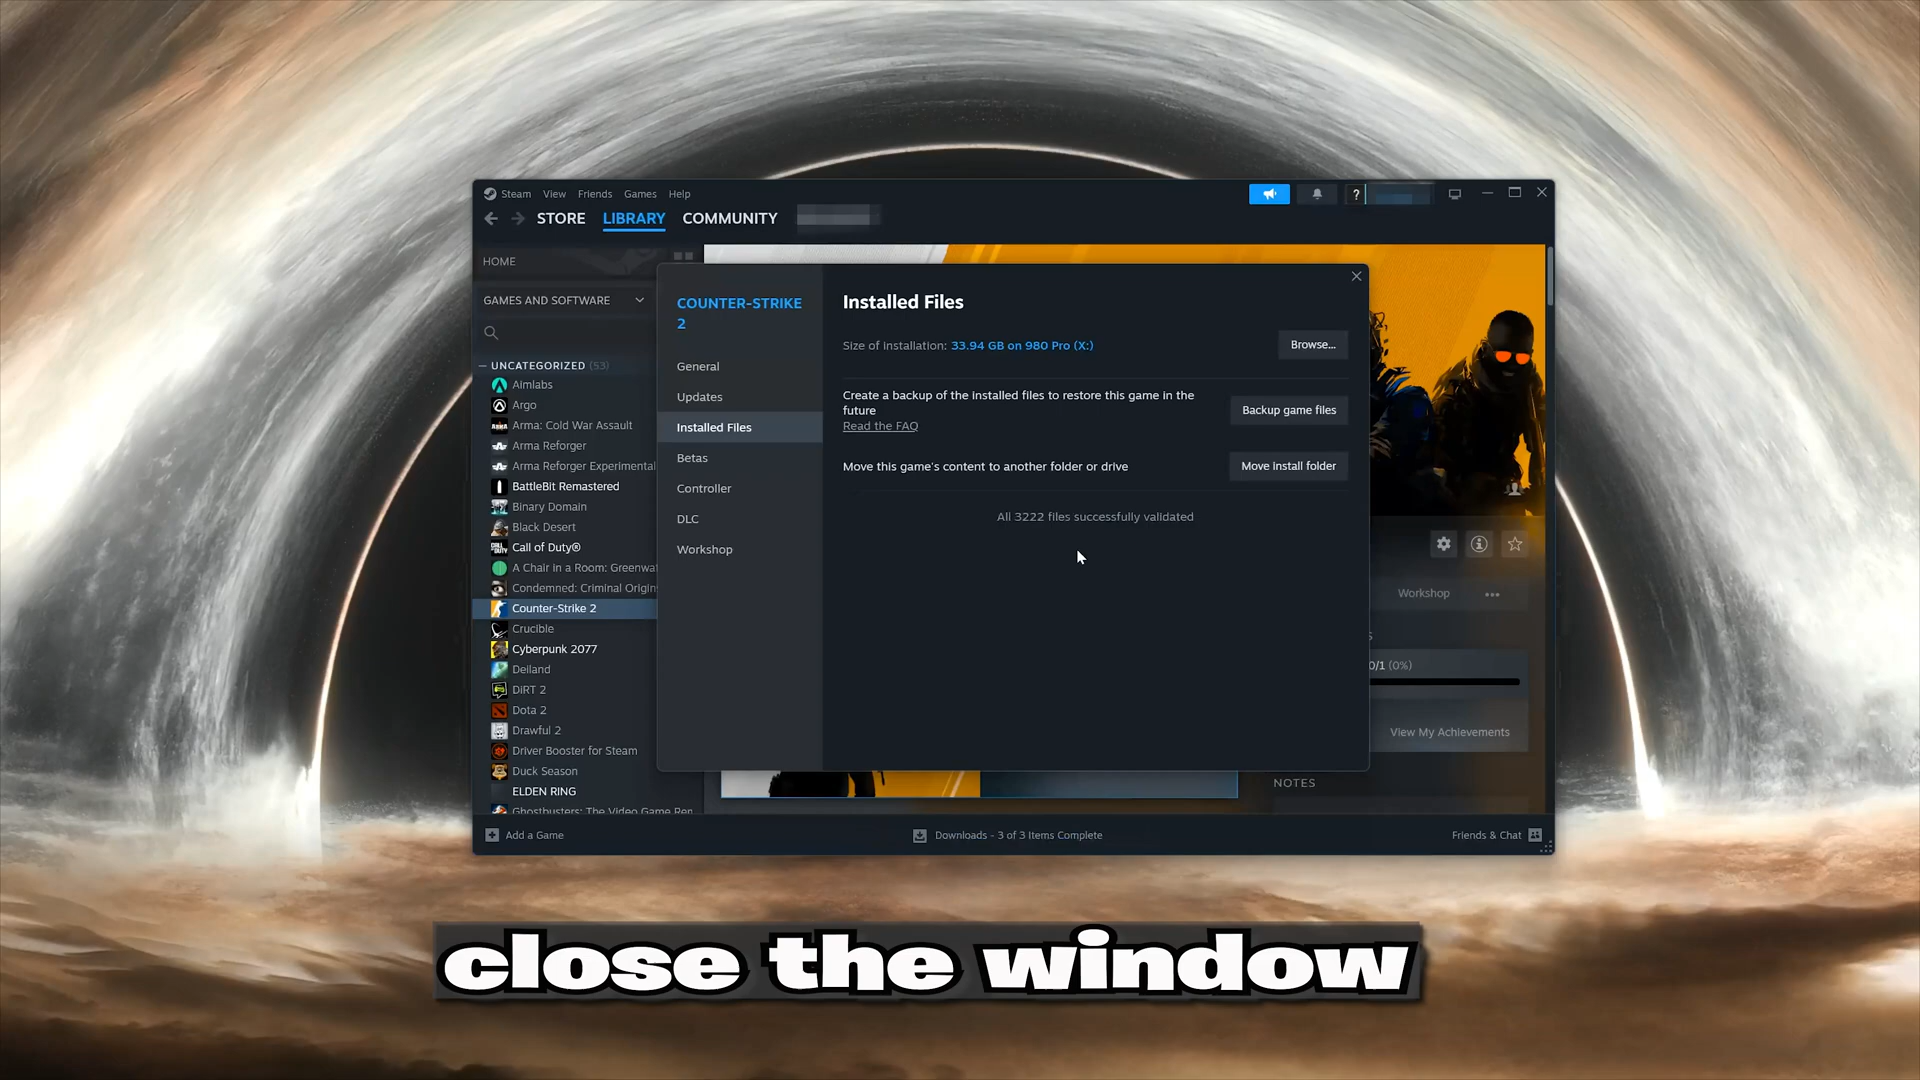 Steam View Friends Games Help
?
STORE LIBRARY COMMUNITY
HOME
GAMES AND SOFTWARE
UNCATEGORIZED (53)
Aimlabs
Argo
Arma: Cold War Assault
Arma Reforger
Arma Reforger Experimental
BattleBit Remastered
Binary Domain
Black Desert
Call of Duty®
A Chair in a Room: Greenwat
Condemned: Criminal Origin
Counter-Strike 2
Crucible
Cyberpunk 2077
Deiland
DiRT 2
Dota 2
Drawful 2
Driver Booster for Steam
Duck Season
ELDEN RING
Ghostbusters: The Video Game Rem
COUNTER-STRIKE
2
General
Updates
Installed Files
Betas
Controller
DLC
Workshop
Installed Files
Size of installation: 33.94 GB on 980 Pro (X:)
Browse...
Create a backup of the installed files to restore this game in the
future
Read the FAQ
Backup game files
Move this game's content to another folder or drive
Move install folder
All 3222 files successfully validated
Workshop
S
0/1 (0%)
View My Achievements
NOTES
Add a Game
Downloads - 3 of 3 Items Complete
Friends & Chat
close the window